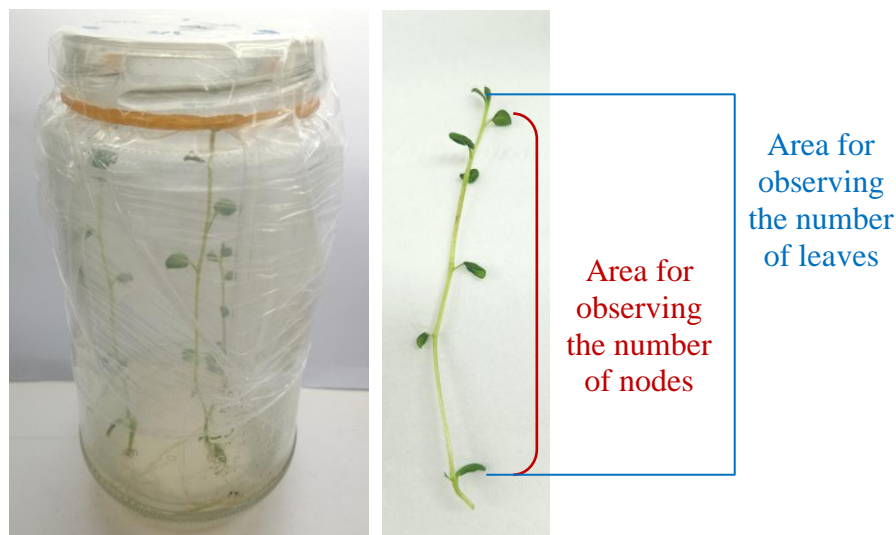 Area for
observing
the number
of leaves
Area for
observing
the number
of nodes